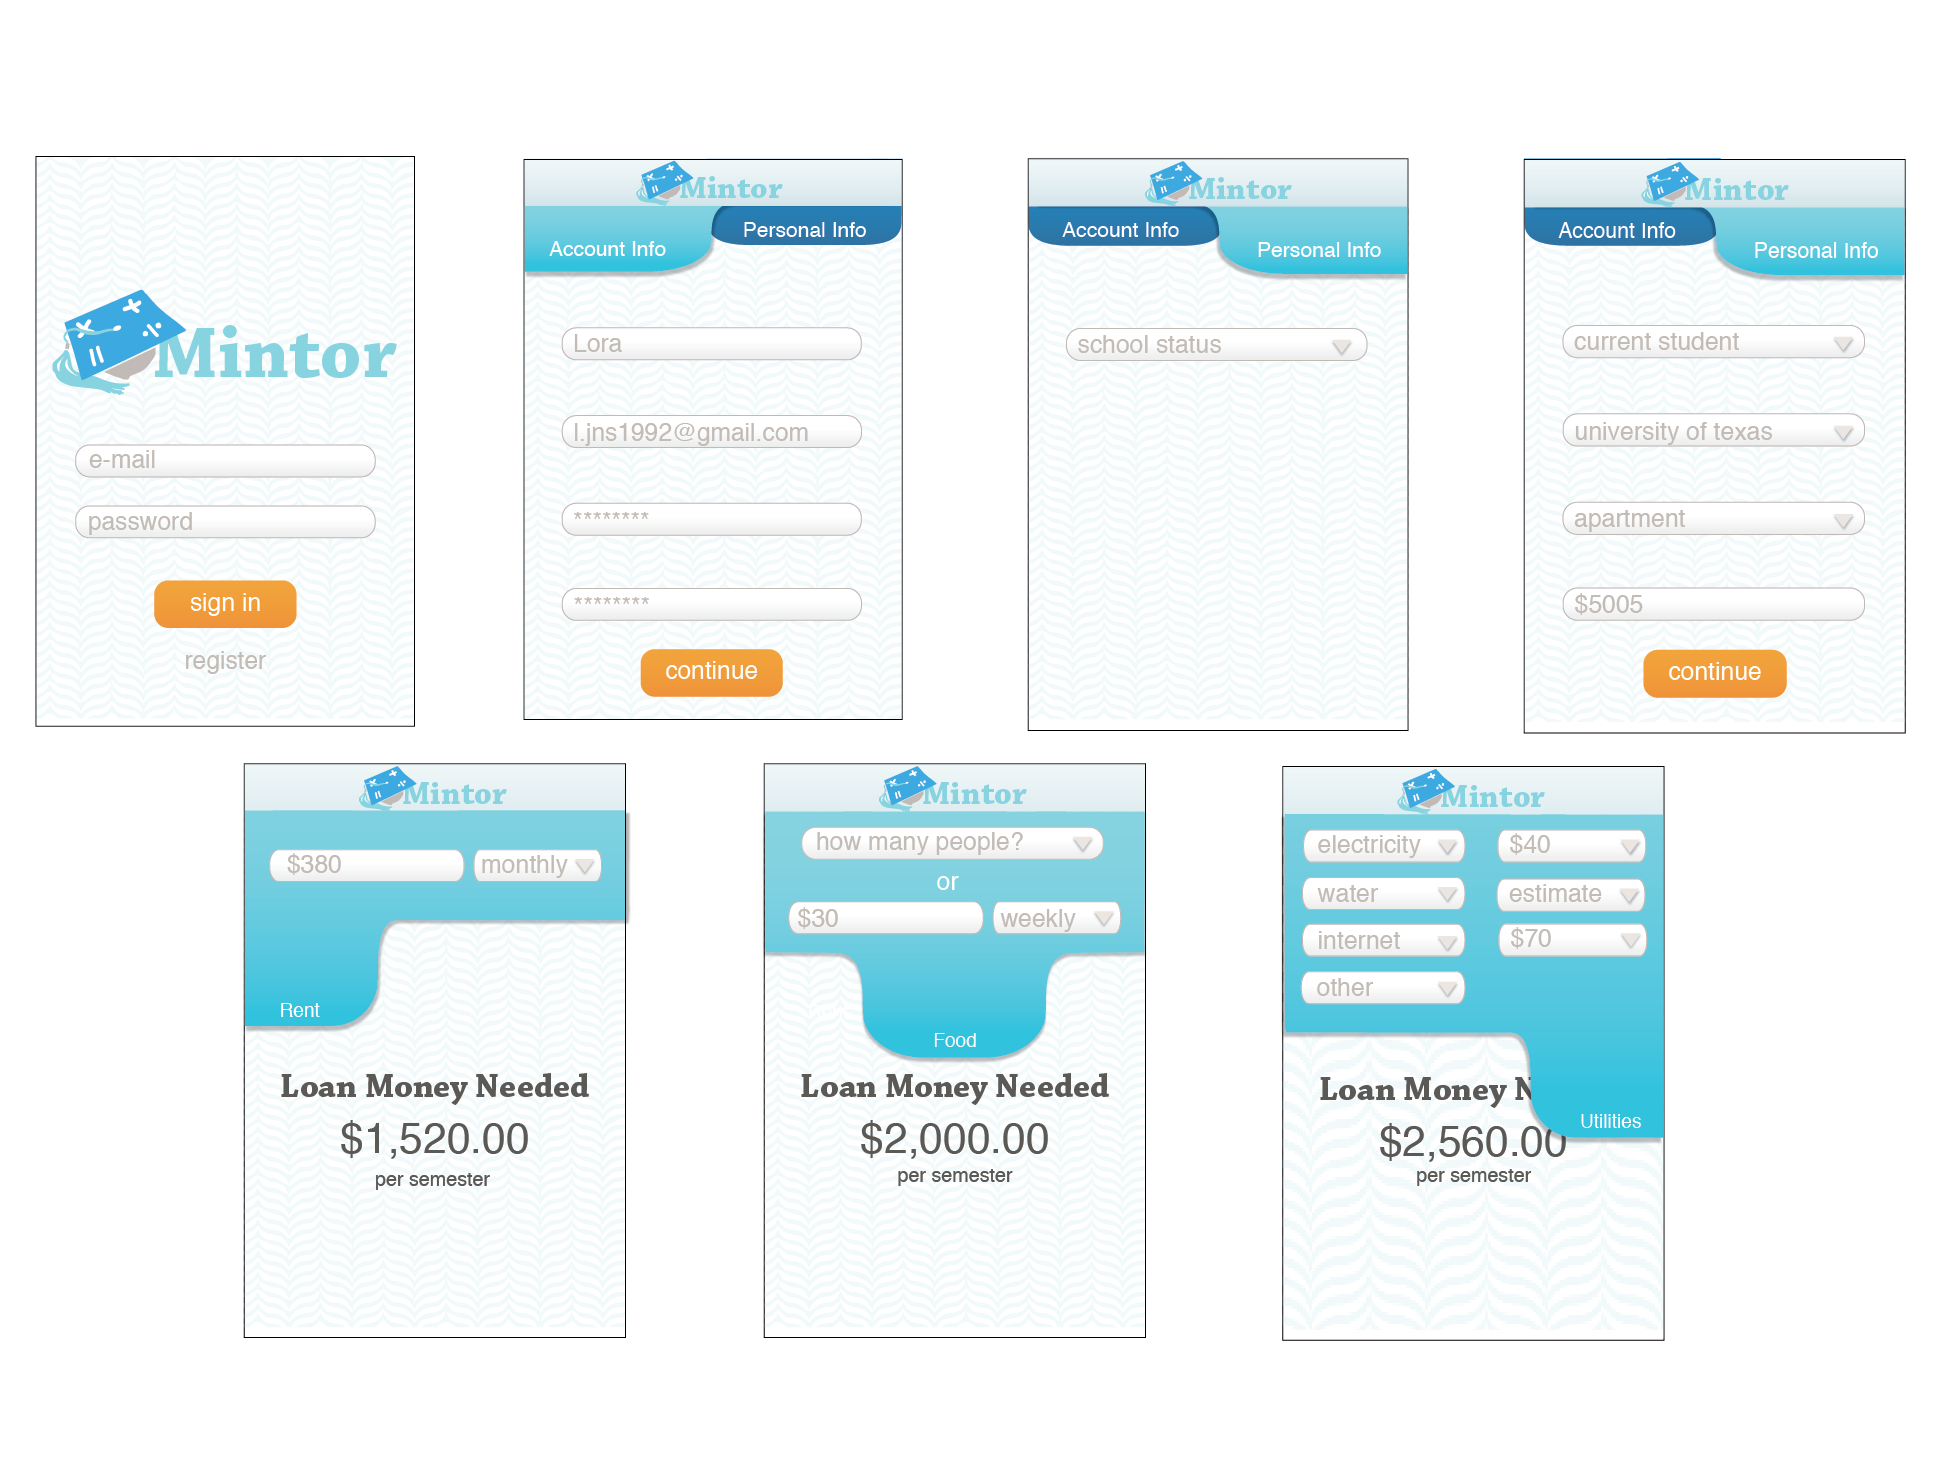 Mintor
e-mail
password
sign in
register
Mintor
Account Info
Personal Info
Lora
l.jns1992@gmail.com
********
********
continue
Mintor
Account Info
Personal Info
school status
Mintor
Account Info
Personal Info
current student
university of texas
apartment
$5005
continue
Mintor
$380 monthly
Rent
Loan Money Needed
$1,520.00
per semester
Mintor
how many people?
or
$30 weekly
Food
Loan Money Needed
$2,000.00
per semester
Mintor
electricity $40
water estimate
internet $70
other
Utilities
Loan Money N
$2,560.00
per semester